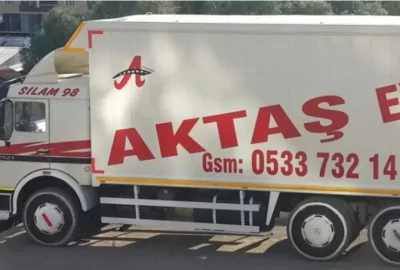 SILAM 98
A
AKTAŞ E
Gsm: 0533 732 14